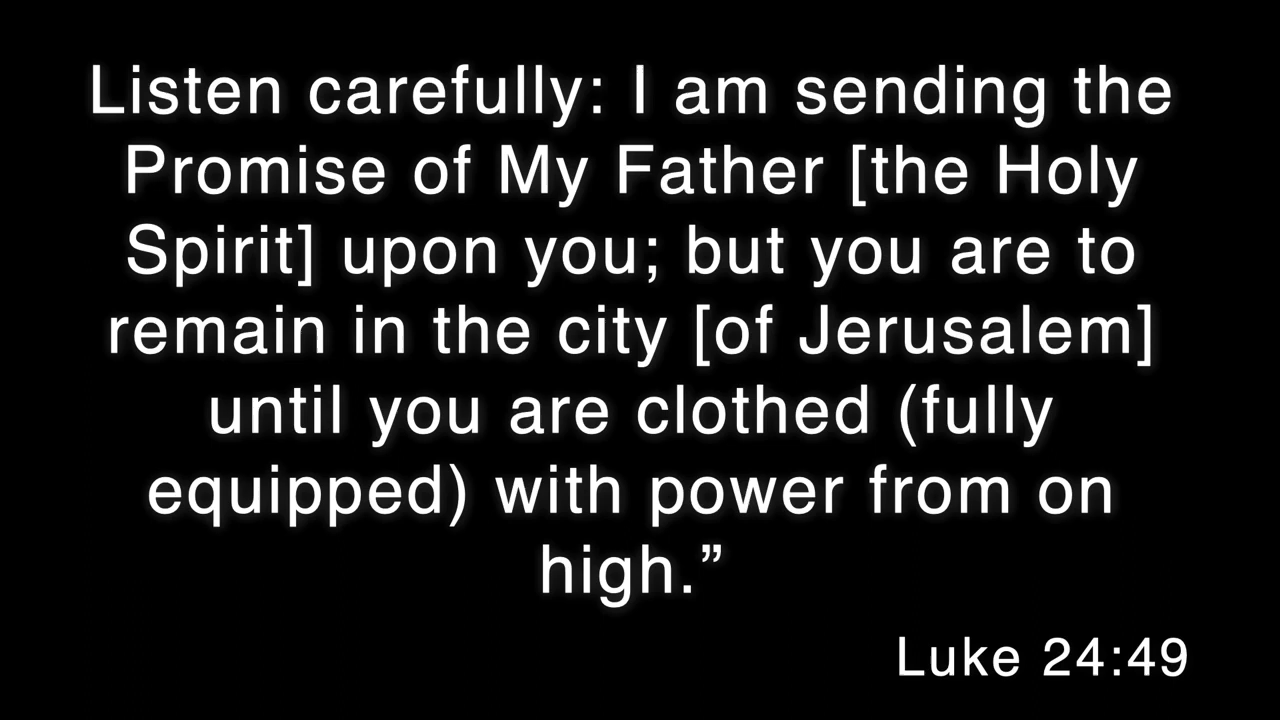 Listen carefully: I am sending the
Promise of My Father [the Holy
Spirit] upon you; but you are to
remain in the city [of Jerusalem]
until you are clothed (fully
equipped) with power from on
high.”
Luke 24:49